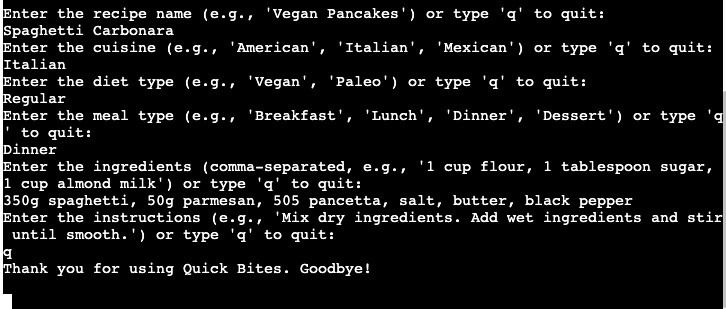 Enter the recipe name (e.g., 'Vegan Pancakes') or type 'q' to quit:
Spaghetti Carbonara
Enter the cuisine (e.g., 'American', 'Italian', 'Mexican') or type 'q' to quit:
Italian
Enter the diet type (e.g., 'Vegan', 'Paleo') or type 'q' to quit:
Regular
Enter the meal type (e.g., 'Breakfast', 'Lunch', 'Dinner', 'Dessert') or type 'q
' to quit:
Dinner
Enter the ingredients (comma-separated, e.g., '1 cup flour, 1 tablespoon sugar,
1 cup almond milk') or type 'q' to quit:
350g spaghetti, 50g parmesan, 505 pancetta, salt, butter, black pepper
Enter the instructions (e.g., 'Mix dry ingredients. Add wet ingredients and stir
 until smooth.') or type 'q' to quit:
q
Thank you for using Quick Bites. Goodbye!